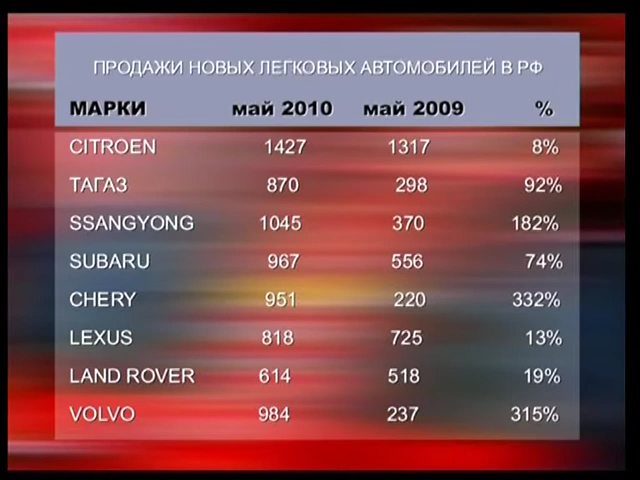 ПРОДАЖИ НОВЫХ ЛЕГКОВЫХ АВТОМОБИЛЕЙ В РФ
МАРКИ май 2010 май 2009 %
CITROEN 1427 1317 8%
ТАГАЗ 870 298 92%
SSANGYONG 1045 370 182%
SUBARU 967 556 74%
CHERY 951 220 332%
LEXUS 818 725 13%
LAND ROVER 614 518 19%
VOLVO 984 237 315%